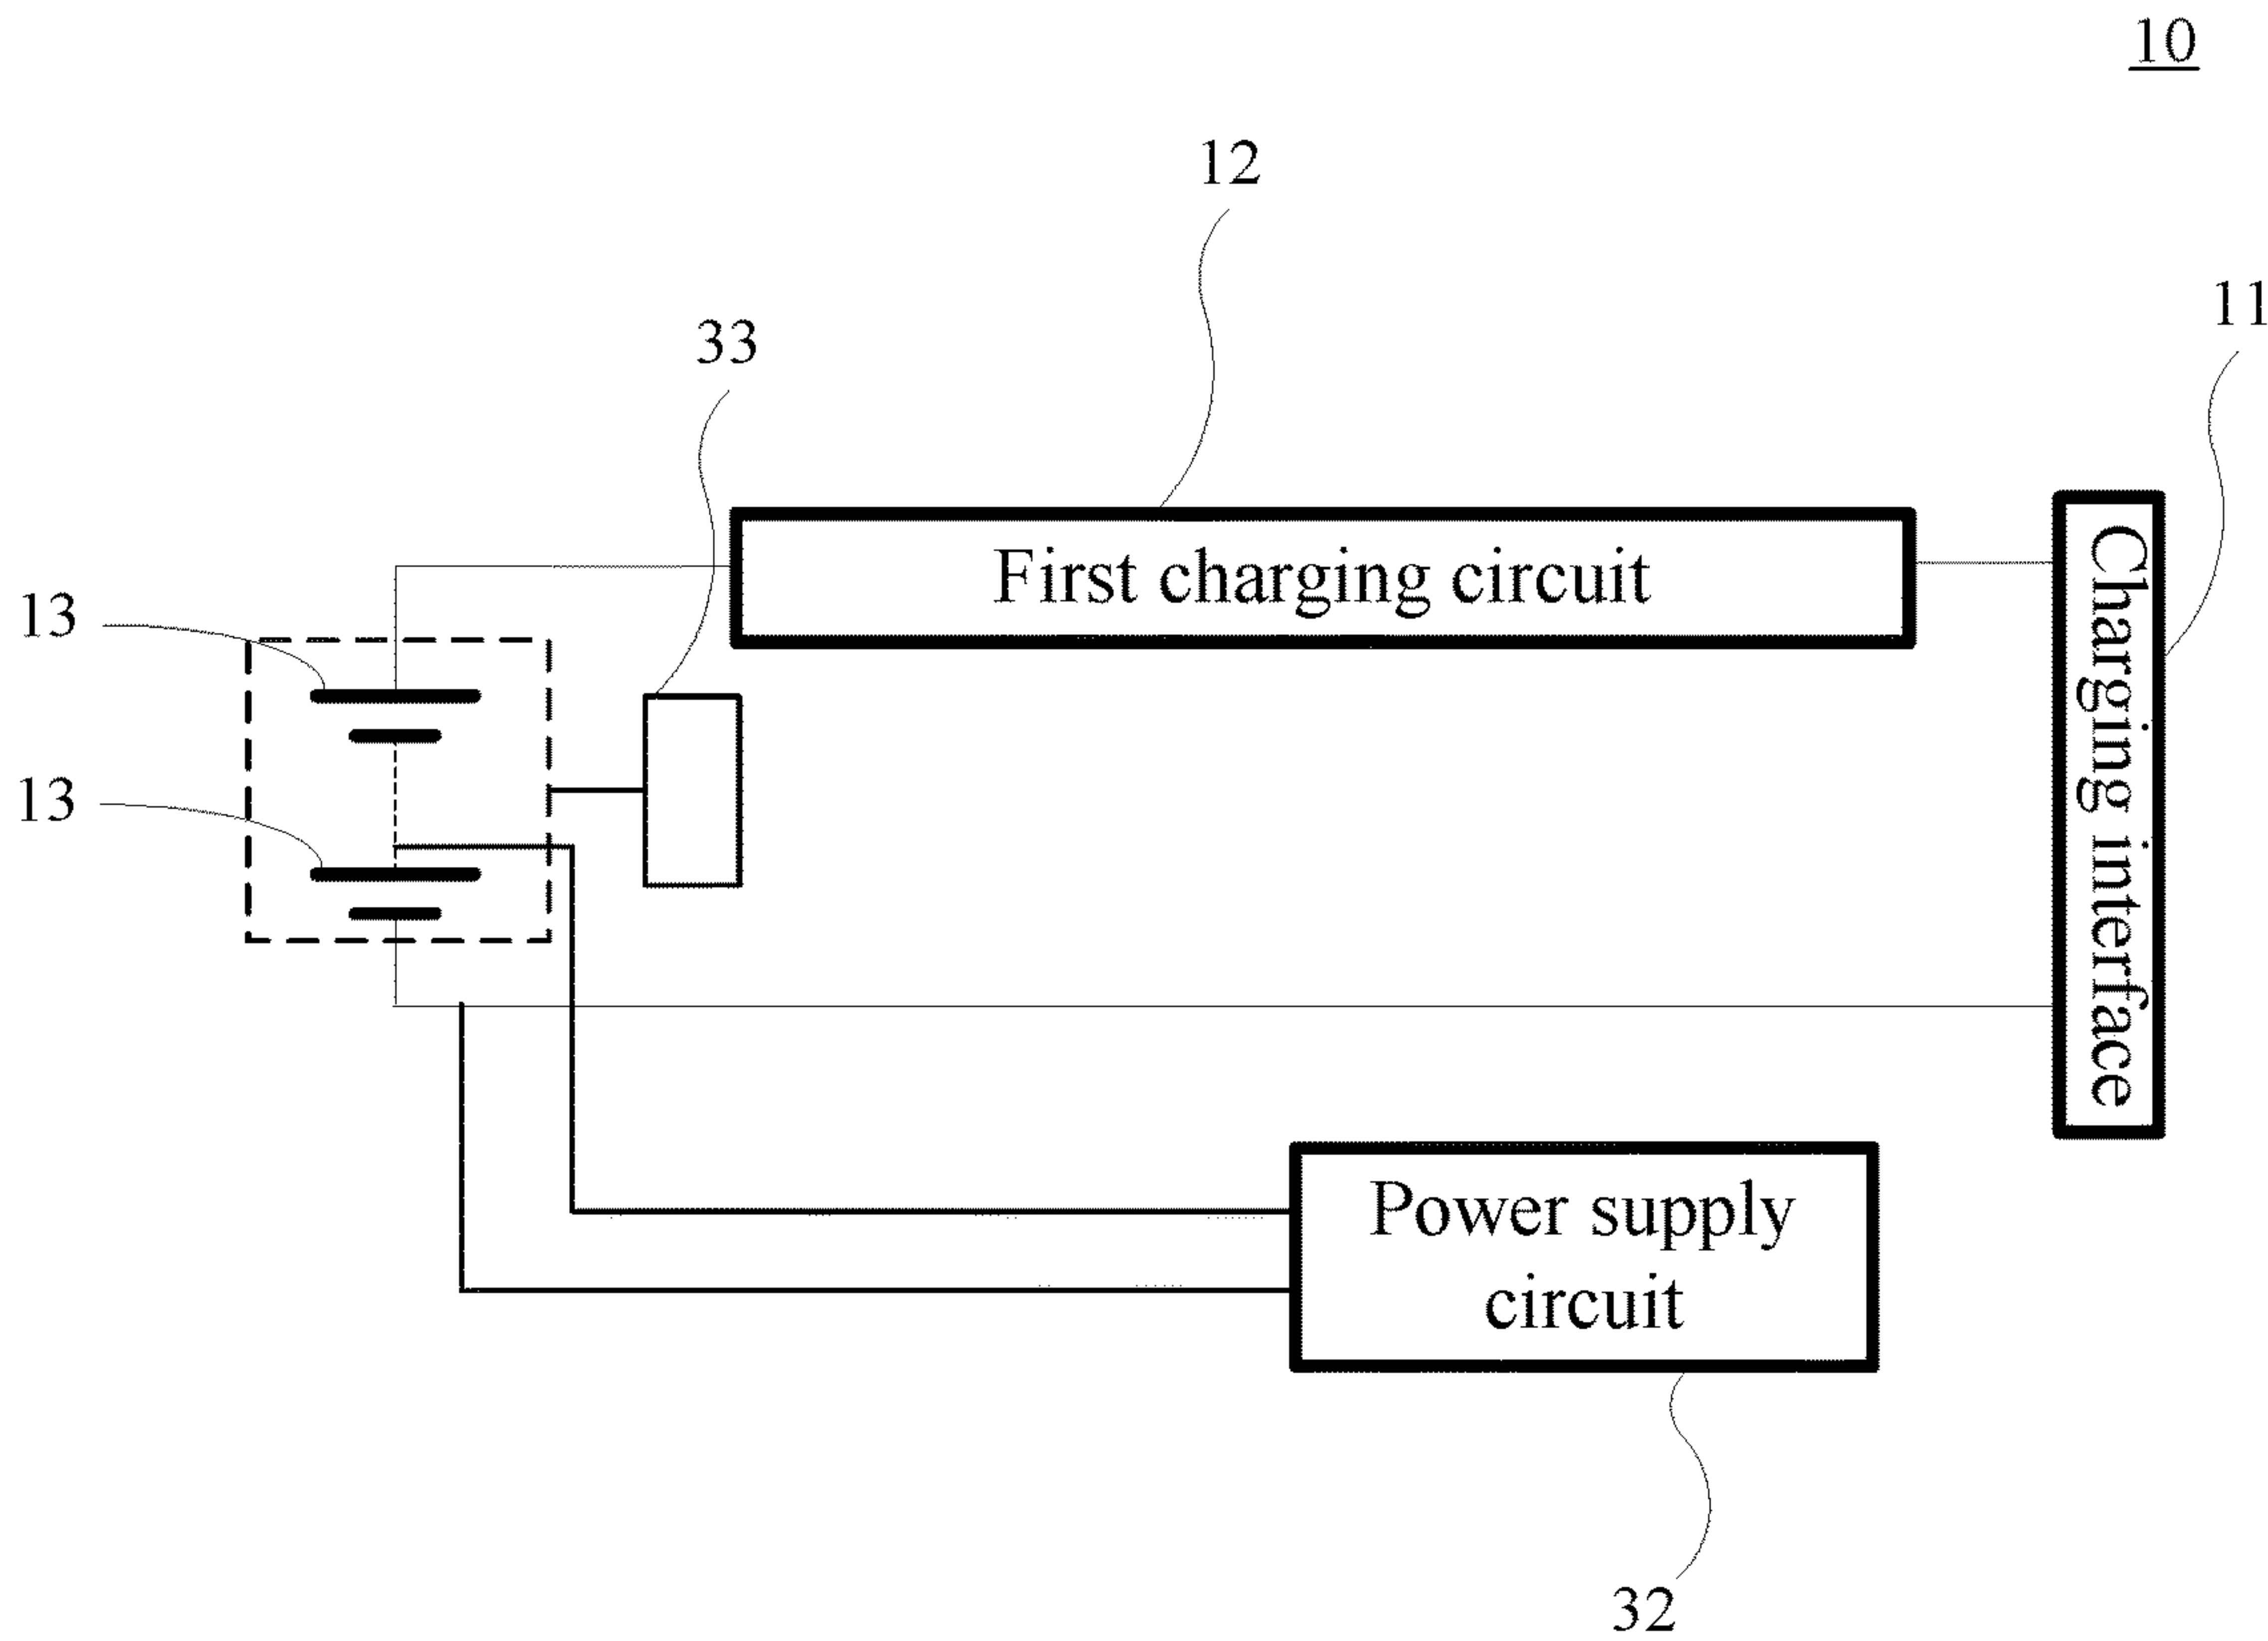 10
12
11
33
First charging circuit
13
13
Charging interface
Power supply
circuit
32